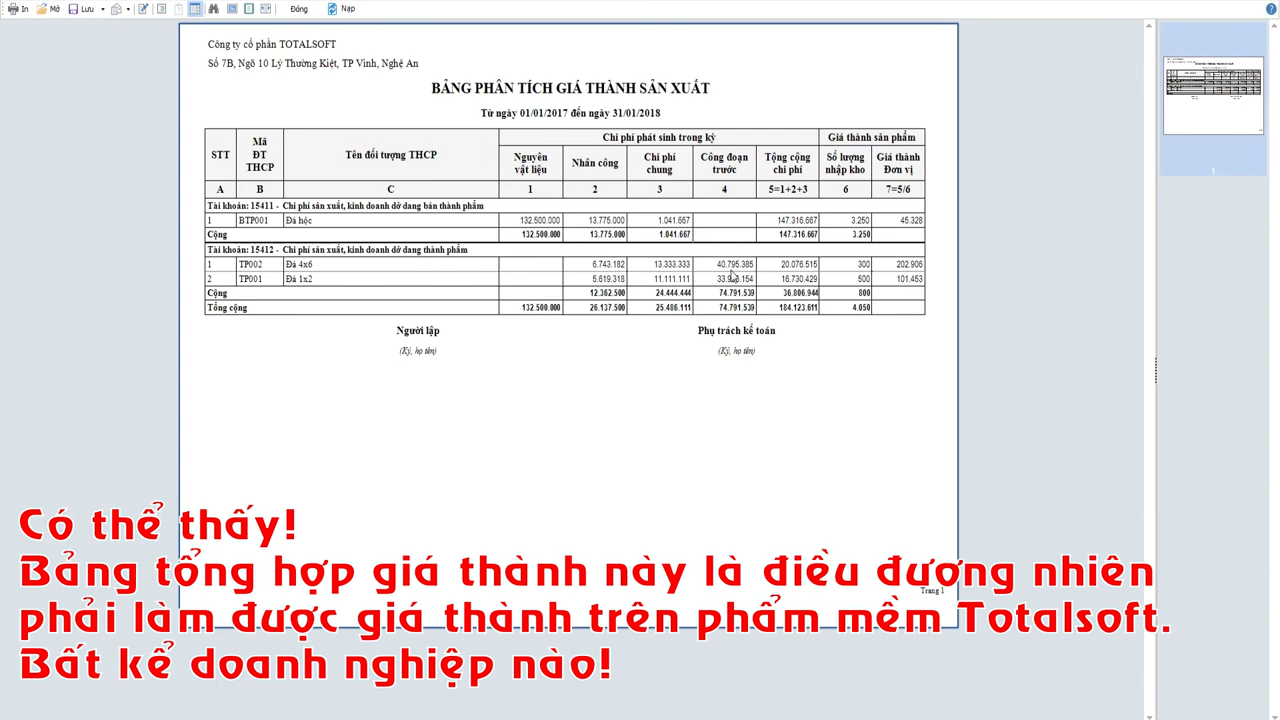 In Mở Lưu Đóng Nạp
Công ty cổ phần TOTALSOFT
Số 7B, Ngõ 10 Lý Thường Kiệt, TP Vinh, Nghệ An
BẢNG PHÂN TÍCH GIÁ THÀNH SẢN XUẤT
Từ ngày 01/01/2017 đến ngày 31/01/2018
STT Mã ĐT THCP Tên đối tượng THCP Chi phí phát sinh trong kỳ Giá thành sản phẩm
Nguyên vật liệu Nhân công Chi phí chung Công đoạn trước Tộng cộng chi phí Số lượng nhập kho Giá thành Đơn vị
A B C 1 2 3 4 5=1+2+3 6 7=5/6
Tài khoản: 15411 - Chi phí sản xuất, kinh doanh dở dang bán thành phẩm
1 BTP001 Đá hộc 132.500.000 13.775.000 1.041.667 147.316.667 3.250 45.328
Cộng 132.500.000 13.775.000 1.041.667 147.316.667 3.250
Tài khoản: 15412 - Chi phí sản xuất, kinh doanh dở dang thành phẩm
1 TP002 Đá 4x6 6.743.182 13.333.333 40.795.385 20.076.515 300 202.906
2 TP001 Đá 1x2 5.619.318 11.111.111 16.730.429 500 101.453
Cộng 12.362.500 24.444.444 74.791.539 36.806.944 800
Tổng cộng 132.500.000 26.137.500 25.486.111 74.791.539 184.123.611 4.050
Người lập Phụ trách kế toán
(Ký, họ tên) (Ký, họ tên)
Trang 1
Có thể thấy!
Bảng tổng hợp giá thành này là điều đương nhiên
phải làm được giá thành trên phẩm mềm Totalsoft.
Bất kể doanh nghiệp nào!